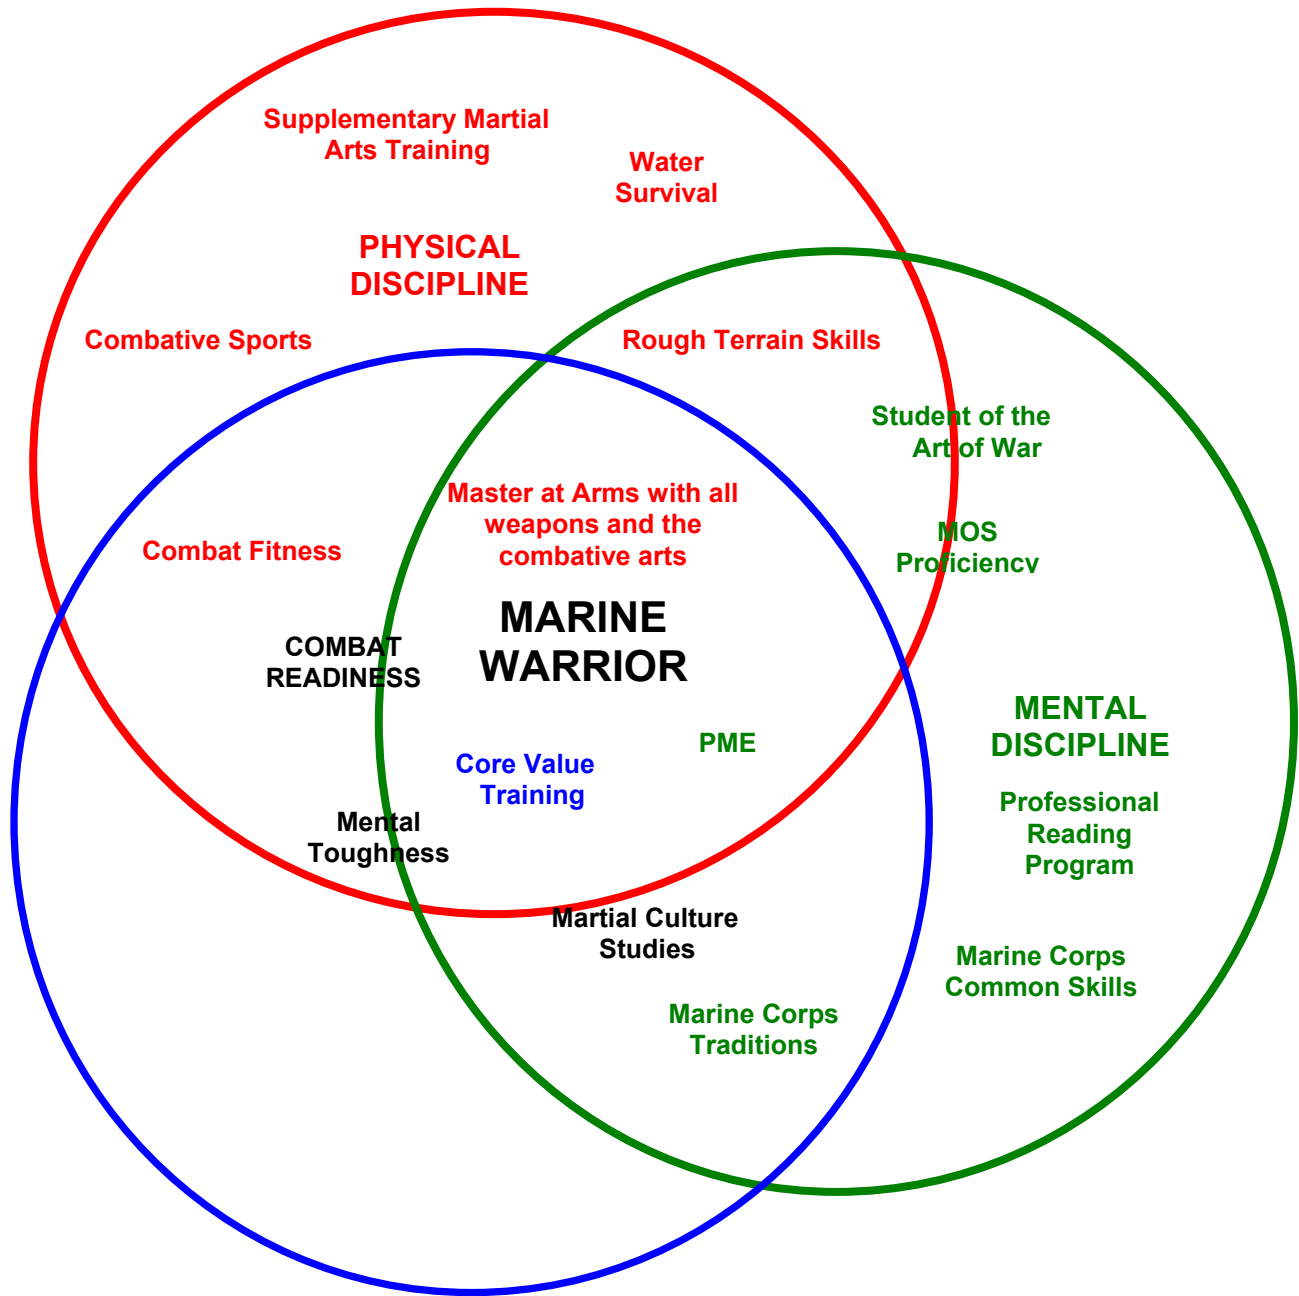 Supplementary Martial
Arts Training
Water
Survival
PHYSICAL
DISCIPLINE
Combative Sports
Rough Terrain Skills
Student of the
Art of War
Master at Arms with all
weapons and the
combative arts
MOS
Proficiency
Combat Fitness
MARINE
WARRIOR
COMBAT
READINESS
MENTAL
DISCIPLINE
PME
Core Value
Training
Professional
Reading
Program
Mental
Toughness
Martial Culture
Studies
Marine Corps
Common Skills
Marine Corps
Traditions